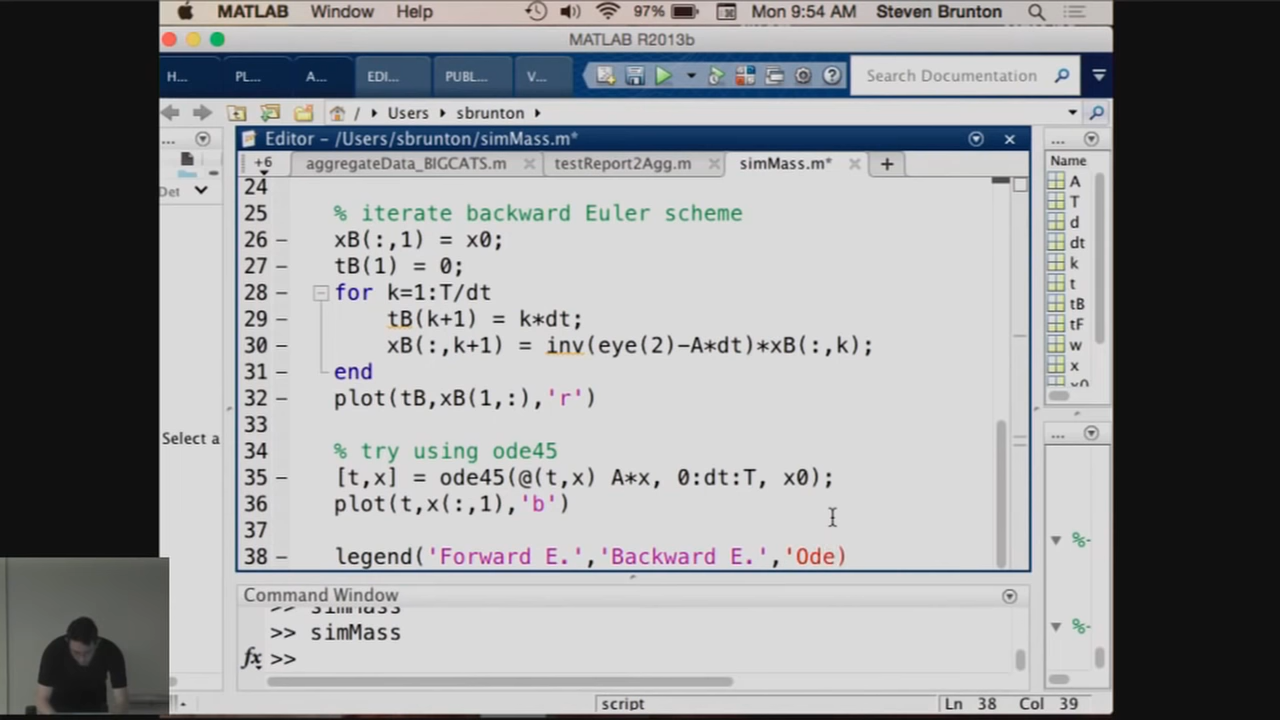 MATLAB Window Help 97% Mon 9:54 AM Steven Brunton
MATLAB R2013b
H... PL... A... EDI... PUBL... V... Search Documentation
/ Users sbrunton
... Editor – /Users/sbrunton/simMass.m* ...
+6 aggregateData_BIGCATS.m testReport2Agg.m simMass.m* Name
Det
Select a
24
25 % iterate backward Euler scheme
26 – xB(:,1) = x0;
27 – tB(1) = 0;
28 – for k=1:T/dt
29 – tB(k+1) = k*dt;
30 – xB(:,k+1) = inv(eye(2)-A*dt)*xB(:,k);
31 – end
32 – plot(tB,xB(1,:),'r')
33
34 % try using ode45
35 – [t,x] = ode45(@(t,x) A*x, 0:dt:T, x0);
36 – plot(t,x(:,1),'b')
37
38 – legend('Forward E.','Backward E.','Ode)
A
T
d
dt
k
t
tB
tF
w
x
x0
...
%-
%-
Command Window
>> simMass
>> simMass
fx >>
script Ln 38 Col 39